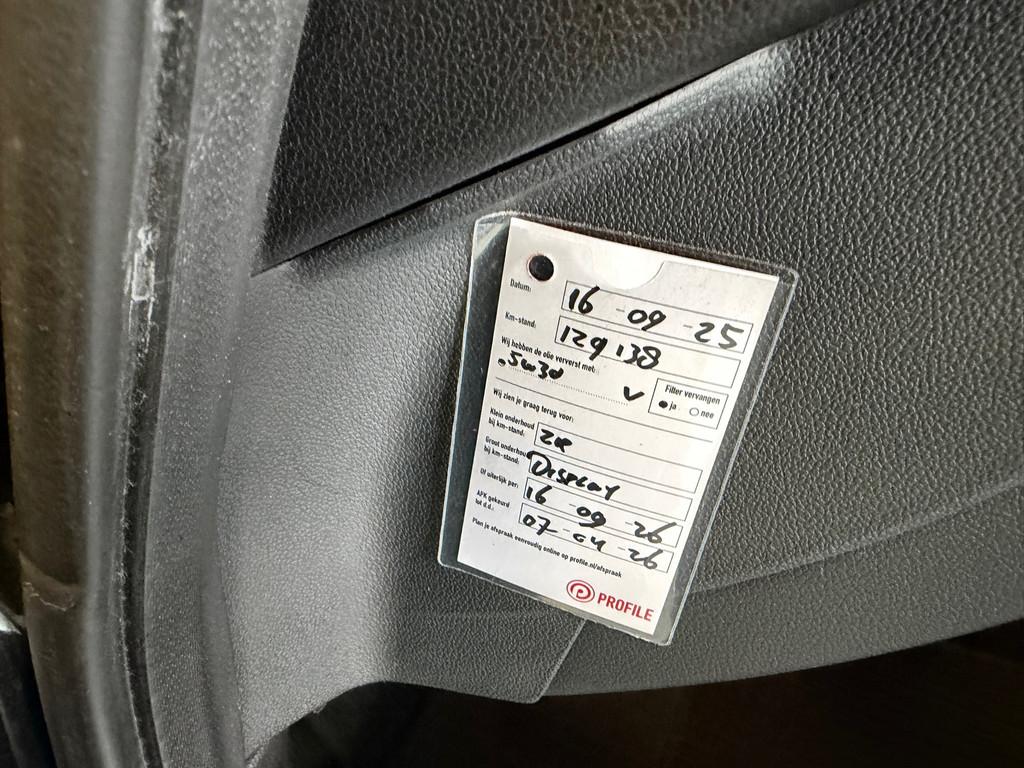 Datum: 16 - 09 - 25
Km-stand: 129138
Wij hebben de olie ververst met:
5w30 V
Filter vervangen
ja nee
Wij zien je graag terug voor:
Klein onderhoud
bij km-stand:
Groot onderhoud
bij km-stand: Display
Of uiterlijk per: 16 - 09 - 26
APK gekeurd
tot d.d.: 07 - 04 - 26
Plan je afspraak eenvoudig online op profile.nl/afspraak
PROFILE